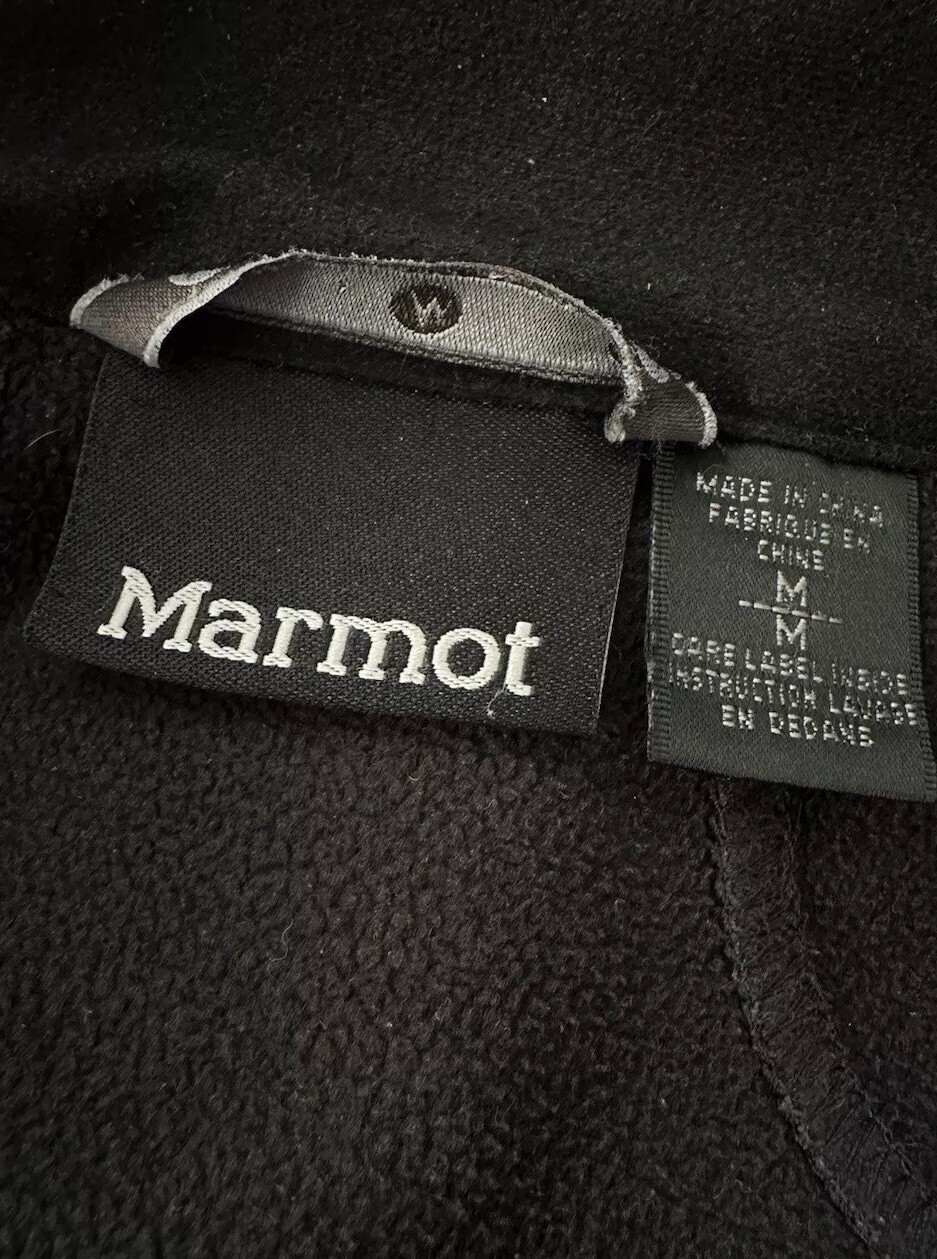 Marmot
MADE IN CHINA
FABRIQUE EN
CHINE
M
M
CARE LABEL INSIDE
INSTRUCTION LAVAGE
EN DEDANS